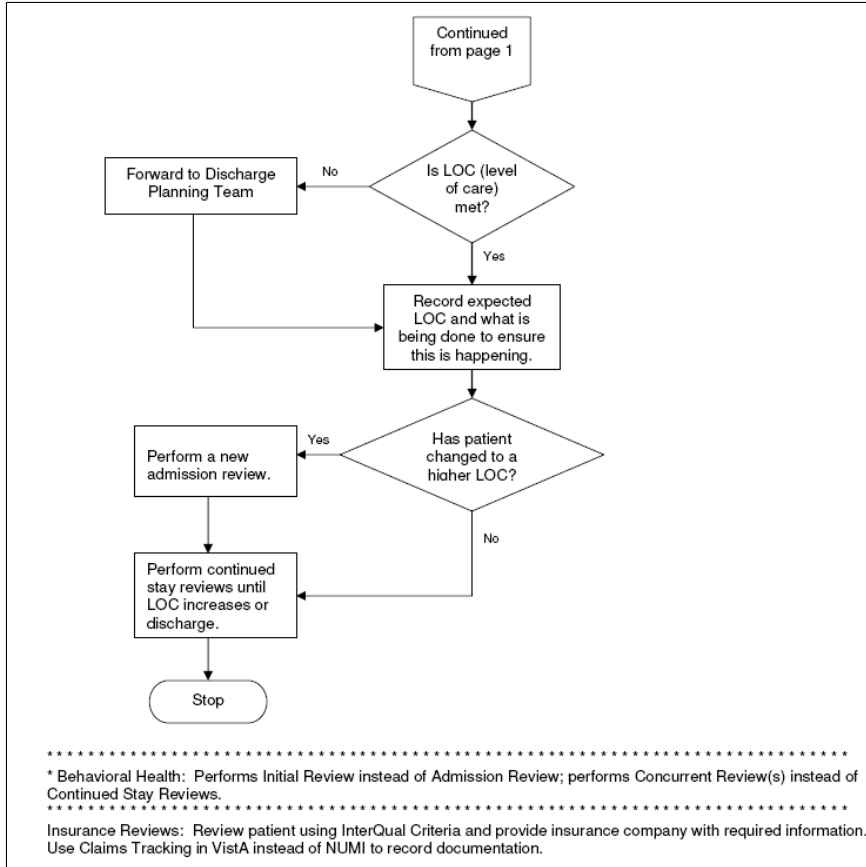 Continued
from page 1
Is LOC (level
of care)
met?
No
Forward to Discharge
Planning Team
Yes
Record expected
LOC and what is
being done to ensure
this is happening.
Has patient
changed to a
higher LOC?
Yes
Perform a new
admission review.
No
Perform continued
stay reviews until
LOC increases or
discharge.
Stop
* * * * * * * * * * * * * * * * * * * * * * * * * * * * * * * * * * * * * * * * * * * * * * * * * * * * * * * * * * * * * * * * * * * * * * * * * * * * *
* Behavioral Health:  Performs Initial Review instead of Admission Review; performs Concurrent Review(s) instead of
Continued Stay Reviews.
* * * * * * * * * * * * * * * * * * * * * * * * * * * * * * * * * * * * * * * * * * * * * * * * * * * * * * * * * * * * * * * * * * * * * * * * * * * * *
Insurance Reviews:  Review patient using InterQual Criteria and provide insurance company with required information.
Use Claims Tracking in VistA instead of NUMI to record documentation.